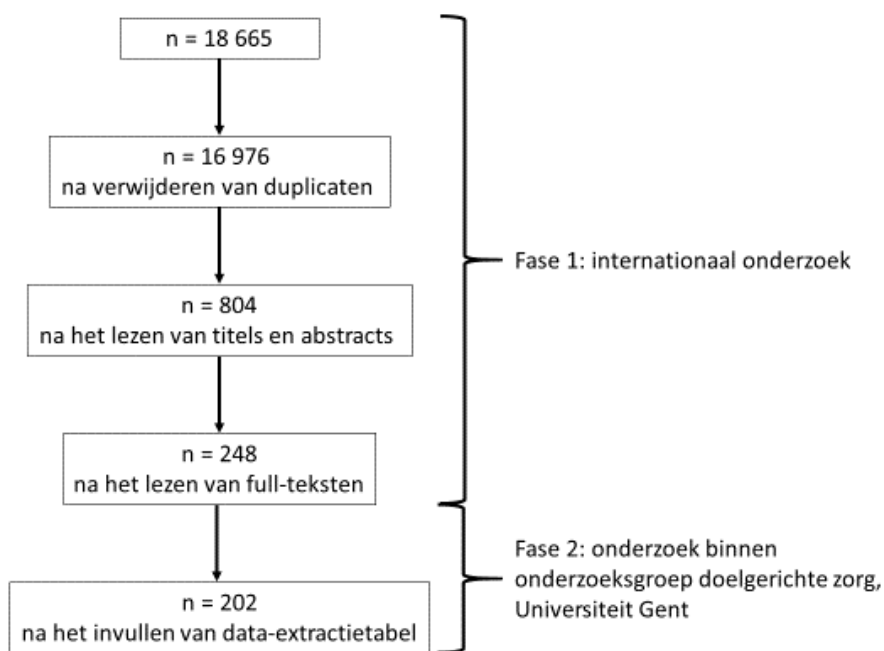 n = 18 665
n = 16 976
na verwijderen van duplicaten
n = 804
na het lezen van titels en abstracts
n = 248
na het lezen van full-teksten
n = 202
na het invullen van data-extractietabel
Fase 1: internationaal onderzoek
Fase 2: onderzoek binnen
onderzoeksgroep doelgerichte zorg,
Universiteit Gent